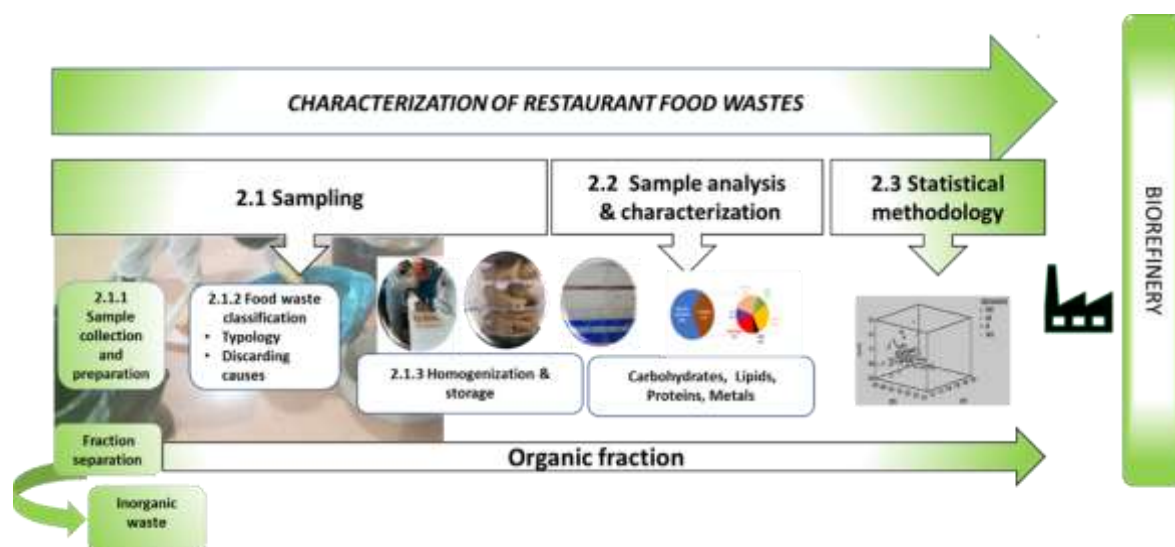 CHARACTERIZATION OF RESTAURANT FOOD WASTES
2.1 Sampling
2.2 Sample analysis
& characterization
2.3 Statistical
methodology
BIOREFINERY
2.1.1
Sample
collection
and
preparation
2.1.2 Food waste
classification
• Typology
• Discarding
causes
2.1.3 Homogenization &
storage
Carbohydrates, Lipids,
Proteins, Metals
Fraction
separation
Organic fraction
Inorganic
waste